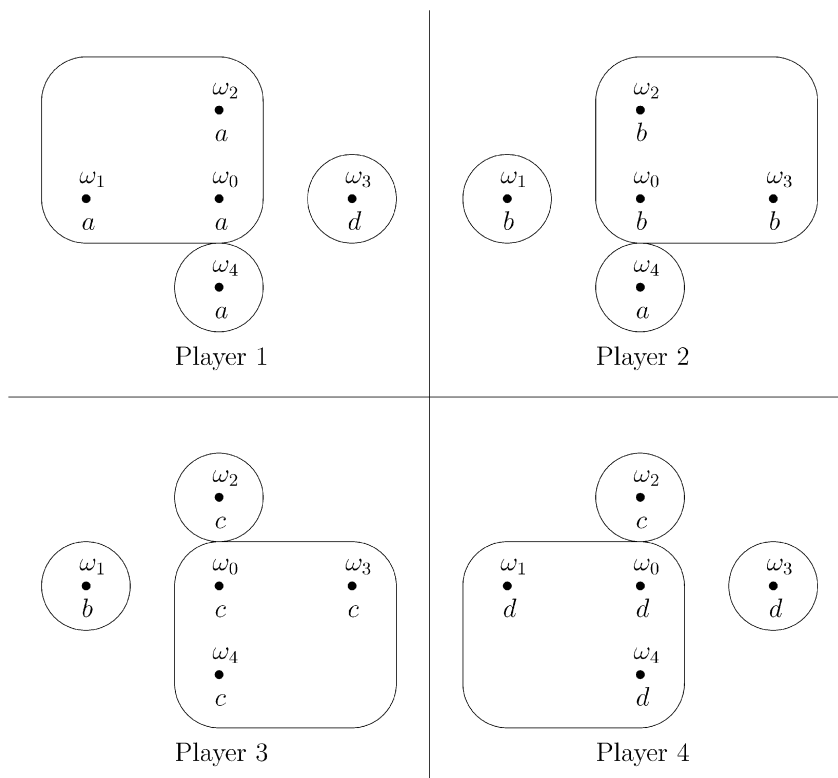 ω₂
a
ω₁ ω₀ ω₃
a a d
ω₄
a
Player 1
ω₂
b
ω₁ ω₀ ω₃
b b b
ω₄
a
Player 2
ω₂
c
ω₁ ω₀ ω₃
b c c
ω₄
c
Player 3
ω₂
c
ω₁ ω₀ ω₃
d d d
ω₄
d
Player 4